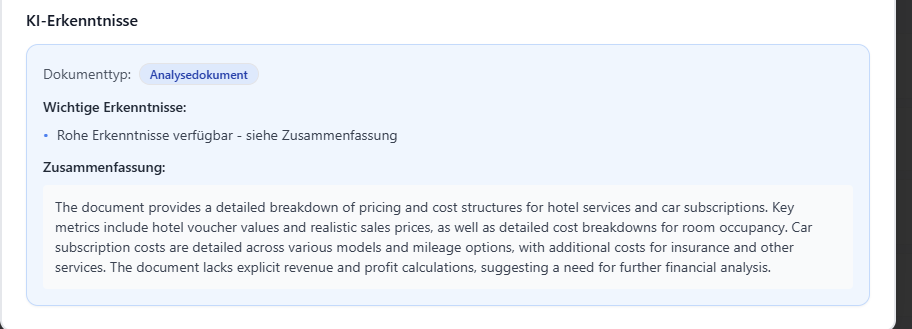 KI-Erkenntnisse
Dokumenttyp: Analysedokument
Wichtige Erkenntnisse:
• Rohe Erkenntnisse verfügbar - siehe Zusammenfassung
Zusammenfassung:
The document provides a detailed breakdown of pricing and cost structures for hotel services and car subscriptions. Key
metrics include hotel voucher values and realistic sales prices, as well as detailed cost breakdowns for room occupancy. Car
subscription costs are detailed across various models and mileage options, with additional costs for insurance and other
services. The document lacks explicit revenue and profit calculations, suggesting a need for further financial analysis.